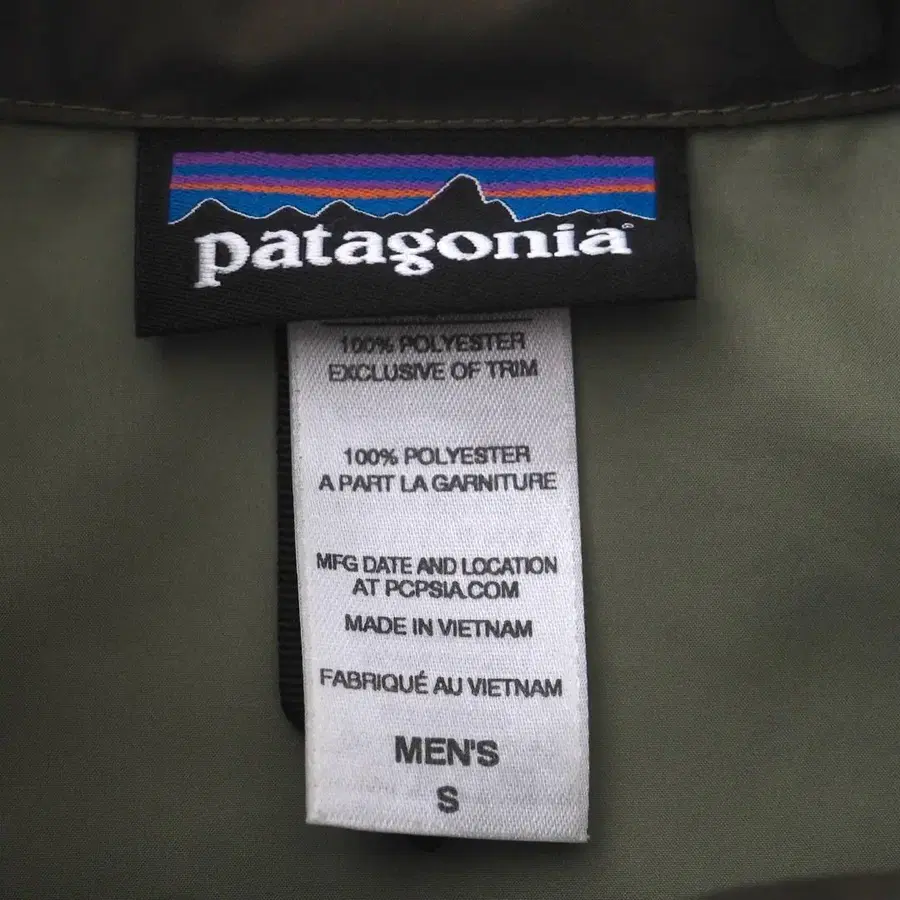 patagonia®
100% POLYESTER
EXCLUSIVE OF TRIM
100% POLYESTER
A PART LA GARNITURE
MFG DATE AND LOCATION
AT PCPSIA.COM
MADE IN VIETNAM
FABRIQUÉ AU VIETNAM
MEN'S
S